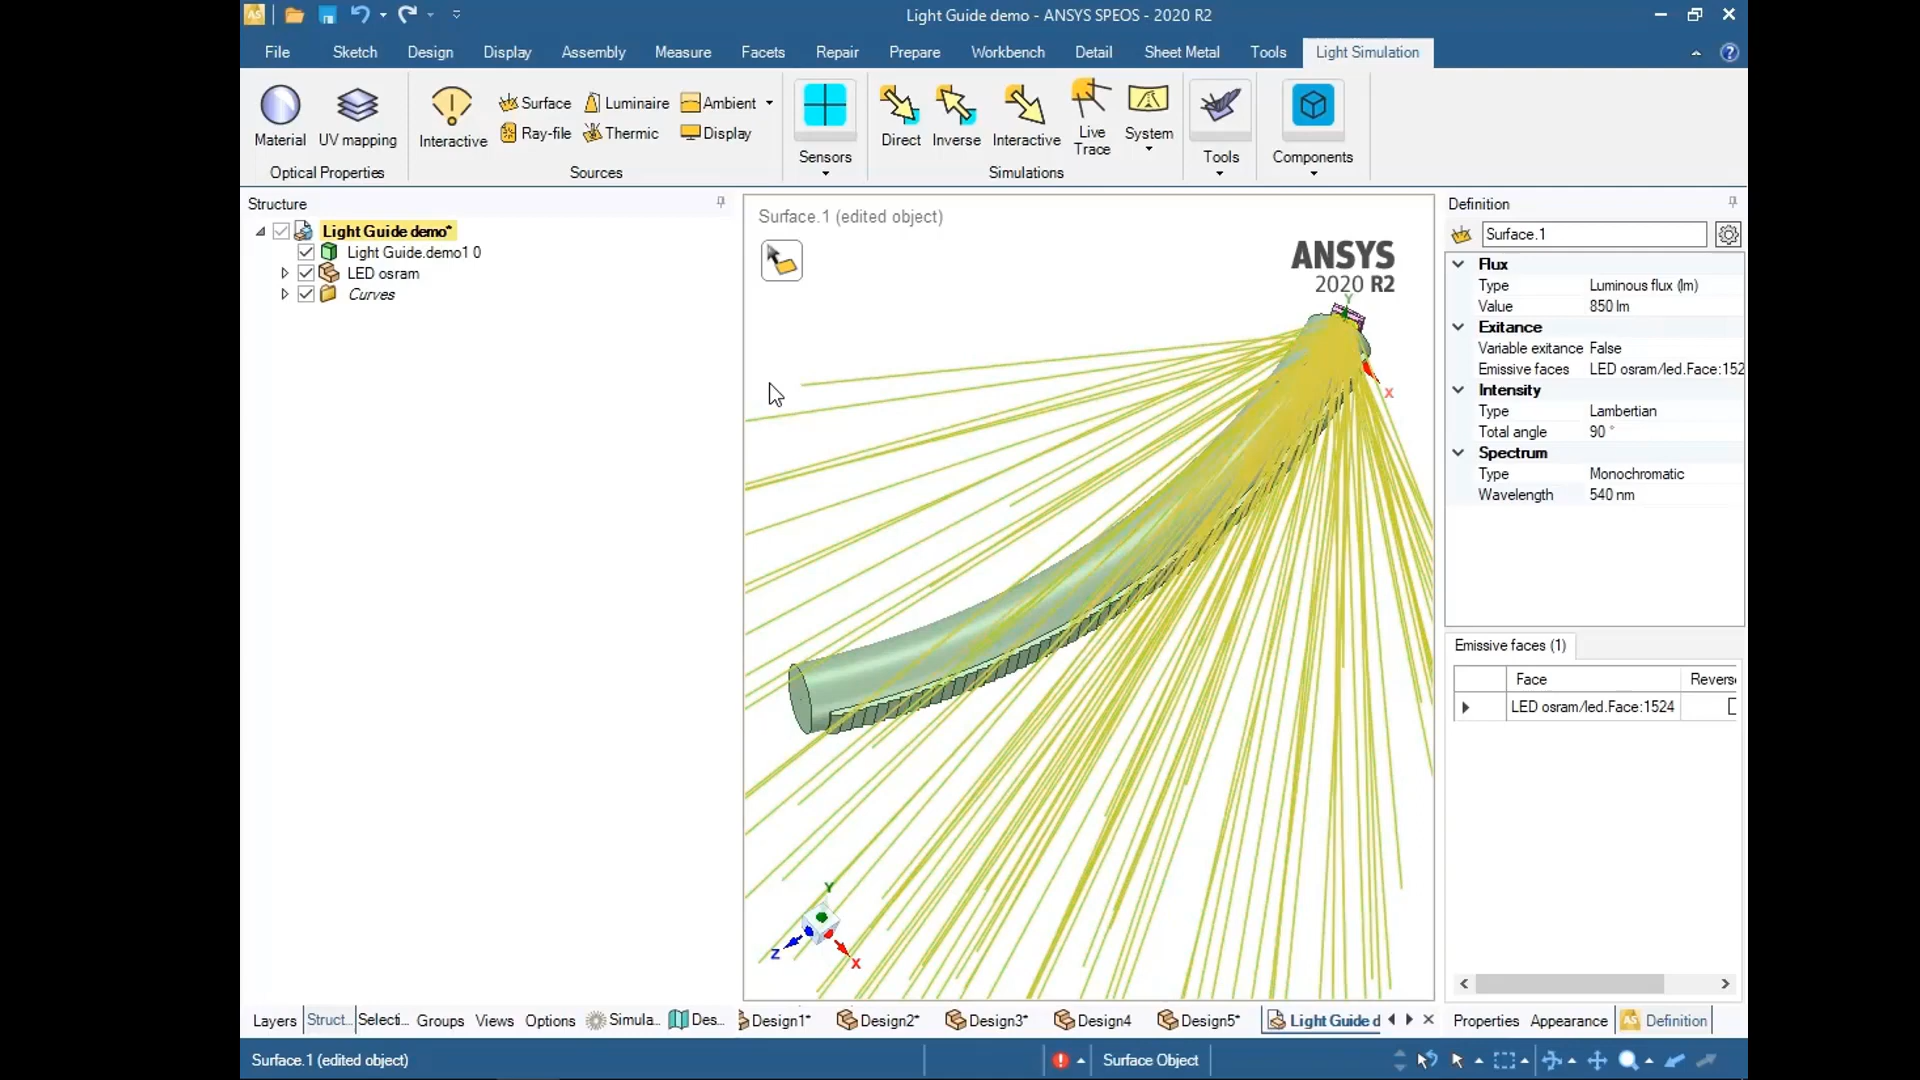 Light Guide demo - ANSYS SPEOS - 2020 R2
File Sketch Design Display Assembly Measure Facets Repair Prepare Workbench Detail Sheet Metal Tools Light Simulation
Material UV mapping
Optical Properties
Interactive Surface Luminaire Ambient
Ray-file Thermic Display
Sources
Sensors
Direct Inverse Interactive Live Trace System
Simulations
Tools
Components
Structure
Light Guide demo*
Light Guide.demo1 0
LED osram
Curves
Surface.1 (edited object)
ANSYS
2020 R2
Y
X
Y
Z
X
Definition
Surface.1
Flux
Type Luminous flux (lm)
Value 850 lm
Exitance
Variable exitance False
Emissive faces LED osram/led.Face:152
Intensity
Type Lambertian
Total angle 90 °
Spectrum
Type Monochromatic
Wavelength 540 nm
Emissive faces (1)
Face Revers
LED osram/led.Face:1524
Layers Struct... Selecti... Groups Views Options Simula... Des...
Design1* Design2* Design3* Design4 Design5* Light Guide d
Properties Appearance Definition
Surface.1 (edited object)
Surface Object